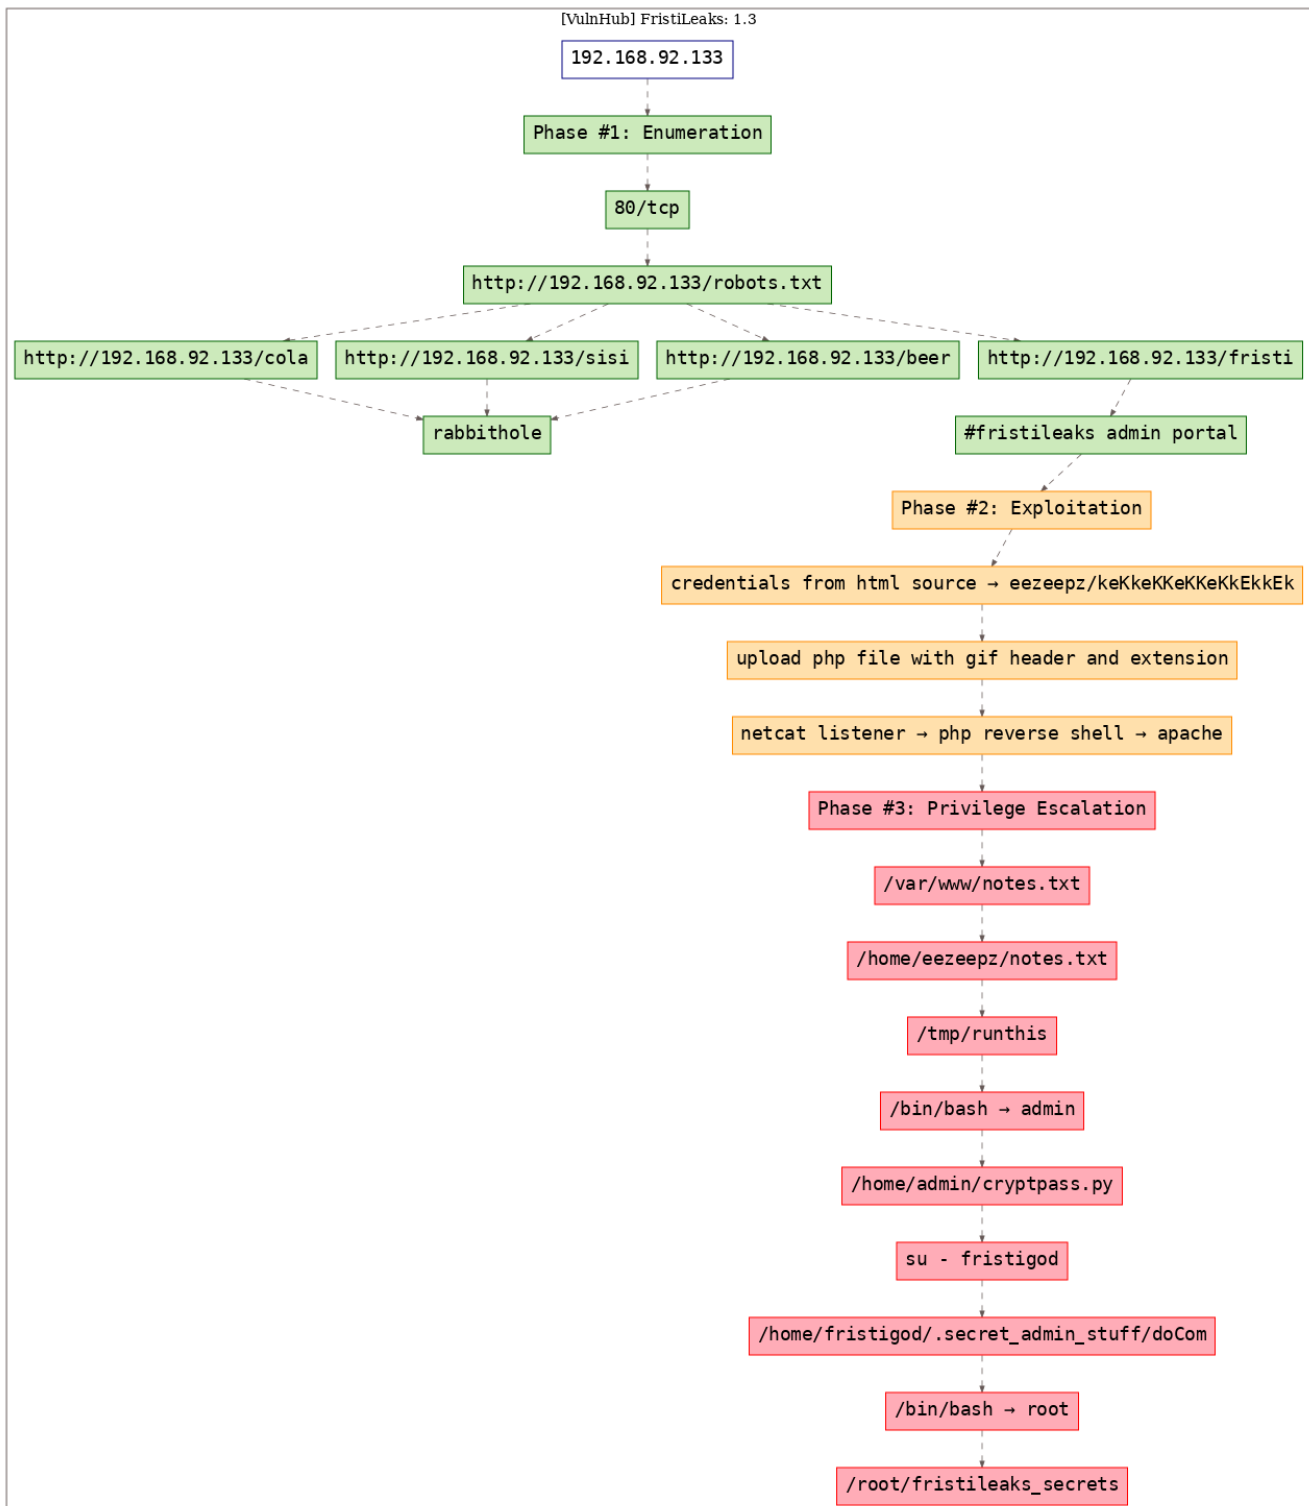 [VulnHub] FristiLeaks: 1.3
192.168.92.133
Phase #1: Enumeration
80/tcp
http://192.168.92.133/robots.txt
http://192.168.92.133/cola
http://192.168.92.133/sisi
http://192.168.92.133/beer
http://192.168.92.133/fristi
rabbithole
#fristileaks admin portal
Phase #2: Exploitation
credentials from html source → eezeepz/keKkeKKeKKeKkEkkEk
upload php file with gif header and extension
netcat listener → php reverse shell → apache
Phase #3: Privilege Escalation
/var/www/notes.txt
/home/eezeepz/notes.txt
/tmp/runthis
/bin/bash → admin
/home/admin/cryptpass.py
su - fristigod
/home/fristigod/.secret_admin_stuff/doCom
/bin/bash → root
/root/fristileaks_secrets